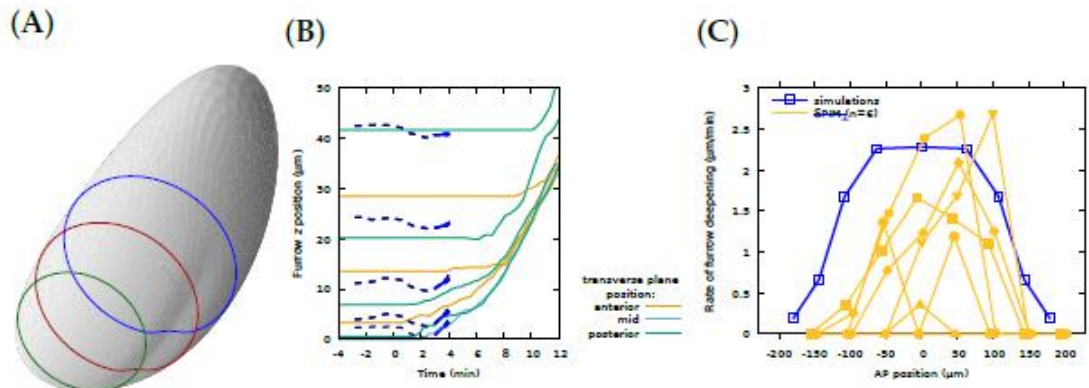 (A)
(B)
(C)
50
40
30
20
10
0
Furrow z position (μm)
-4 -2 0 2 4 6 8 10 12
Time (min)
transverse plane
position:
anterior
mid
posterior
3
2.5
2
1.5
1
0.5
0
Rate of furrow deepening (μm/min)
simulations
SPIM (n=6)
-200 -150 -100 -50 0 50 100 150 200
AP position (μm)